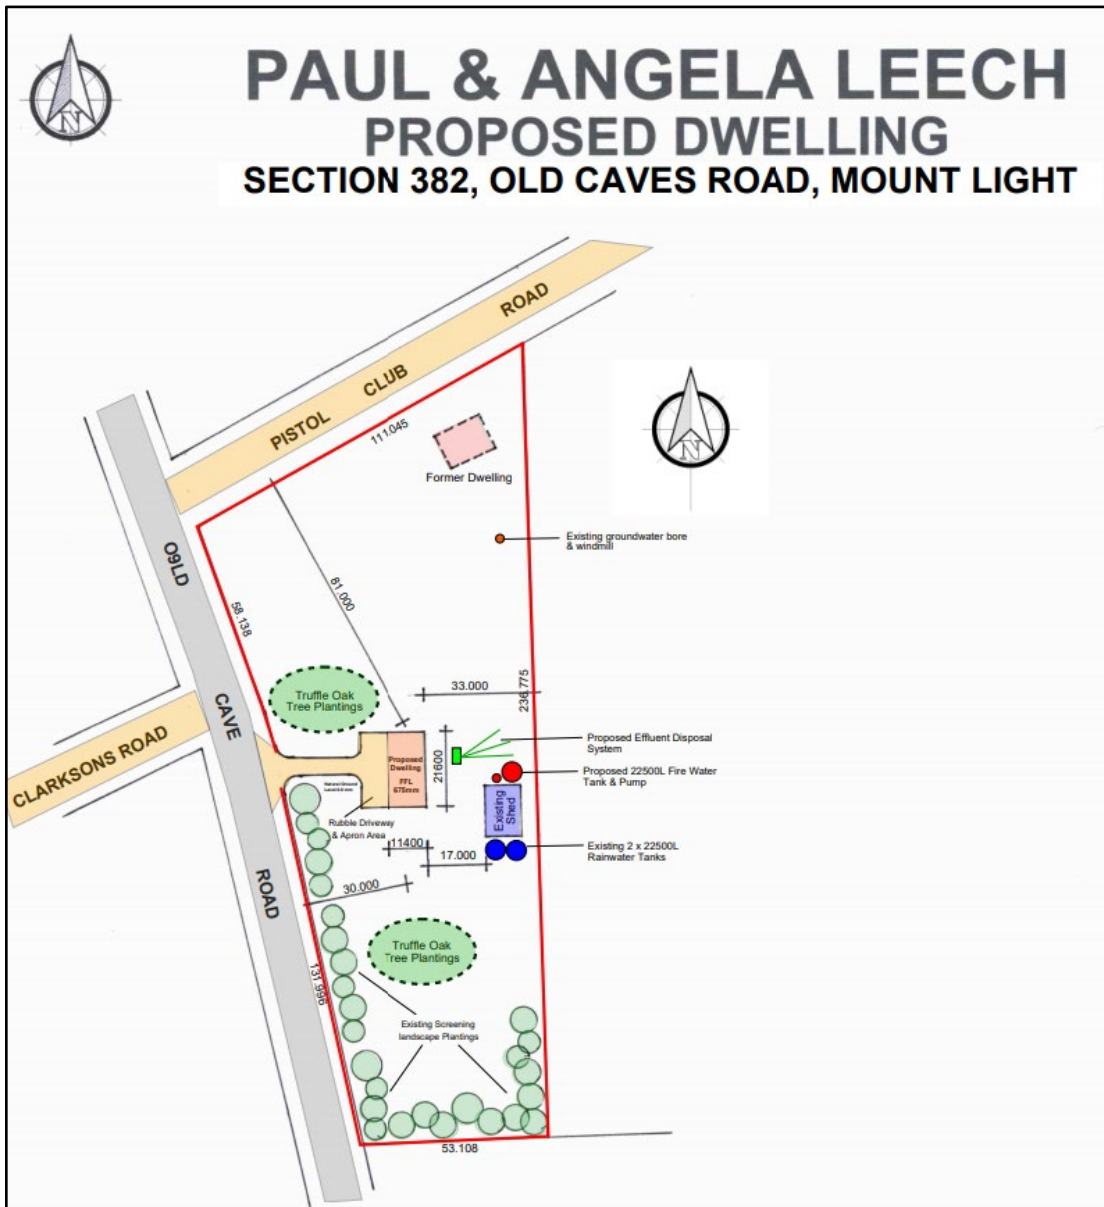 N
PAUL & ANGELA LEECH
PROPOSED DWELLING
SECTION 382, OLD CAVES ROAD, MOUNT LIGHT
PISTOL CLUB ROAD
111.045
N
Former Dwelling
Existing groundwater bore
& windmill
O9LD CAVE ROAD
58.138
81.000
236.775
33.000
Truffle Oak
Tree Plantings
CLARKSONS ROAD
Proposed Effluent Disposal
System
Proposed
Dwelling
FFL
675mm
21600
Proposed 22500L Fire Water
Tank & Pump
Existing
Shed
Rubble Driveway
& Apron Area
11400
17.000
Existing 2 x 22500L
Rainwater Tanks
30.000
131.996
Truffle Oak
Tree Plantings
Existing Screening
landscape Plantings
53.108